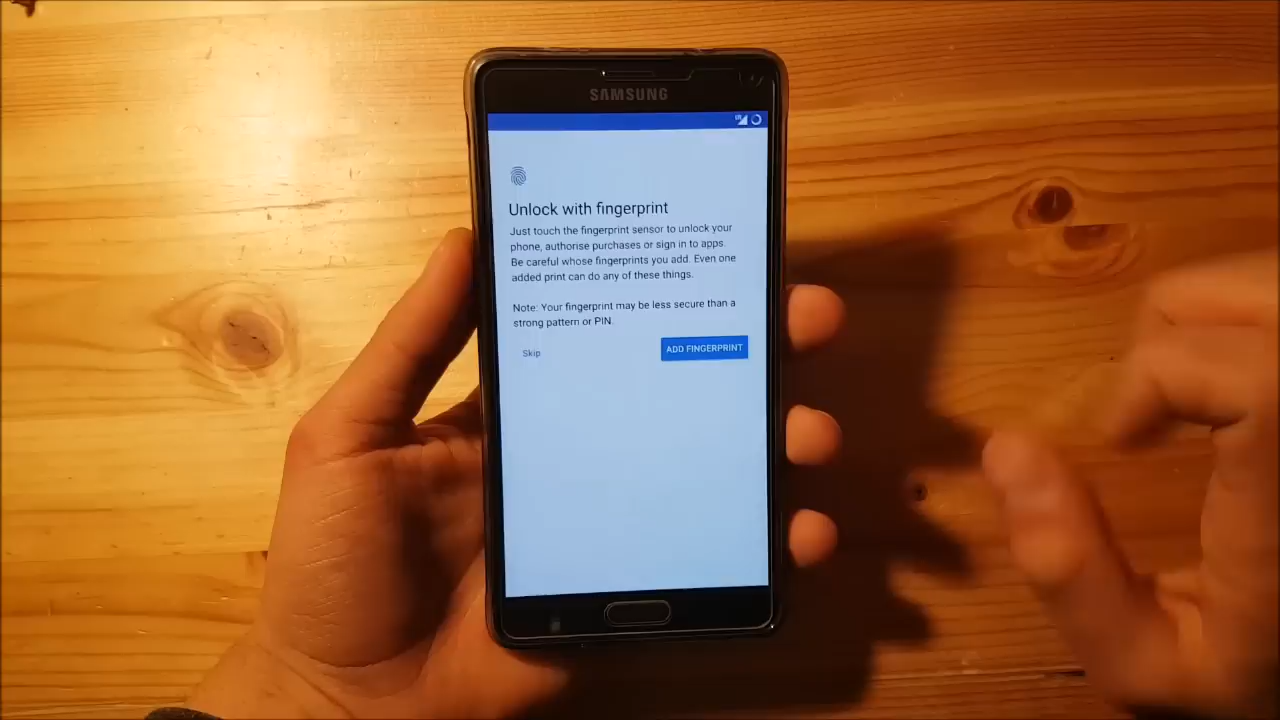 SAMSUNG
Unlock with fingerprint
Just touch the fingerprint sensor to unlock your
phone, authorise purchases or sign in to apps.
Be careful whose fingerprints you add. Even one
added print can do any of these things.
Note: Your fingerprint may be less secure than a
strong pattern or PIN.
Skip
ADD FINGERPRINT